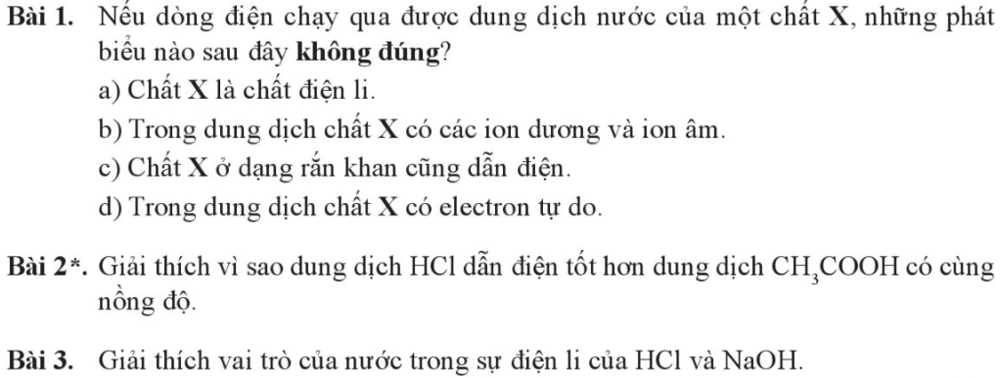 Bài 1. Nếu dòng điện chạy qua được dung dịch nước của một chất X, những phát
biểu nào sau đây không đúng?
a) Chất X là chất điện li.
b) Trong dung dịch chất X có các ion dương và ion âm.
c) Chất X ở dạng rắn khan cũng dẫn điện.
d) Trong dung dịch chất X có electron tự do.
Bài 2*. Giải thích vì sao dung dịch HCl dẫn điện tốt hơn dung dịch CH₃COOH có cùng
nồng độ.
Bài 3. Giải thích vai trò của nước trong sự điện li của HCl và NaOH.